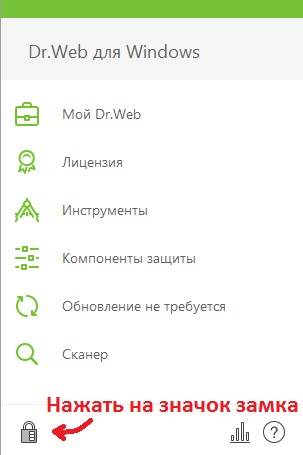 Dr.Web для Windows
Мой Dr.Web
Лицензия
Инструменты
Компоненты защиты
Обновление не требуется
Сканер
Нажать на значок замка
?